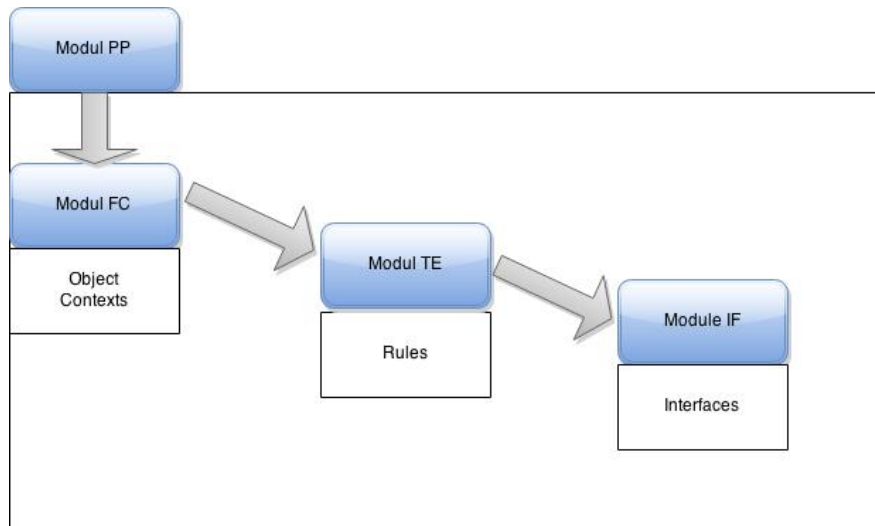 Modul PP
Modul FC
Object
Contexts
Modul TE
Rules
Module IF
Interfaces